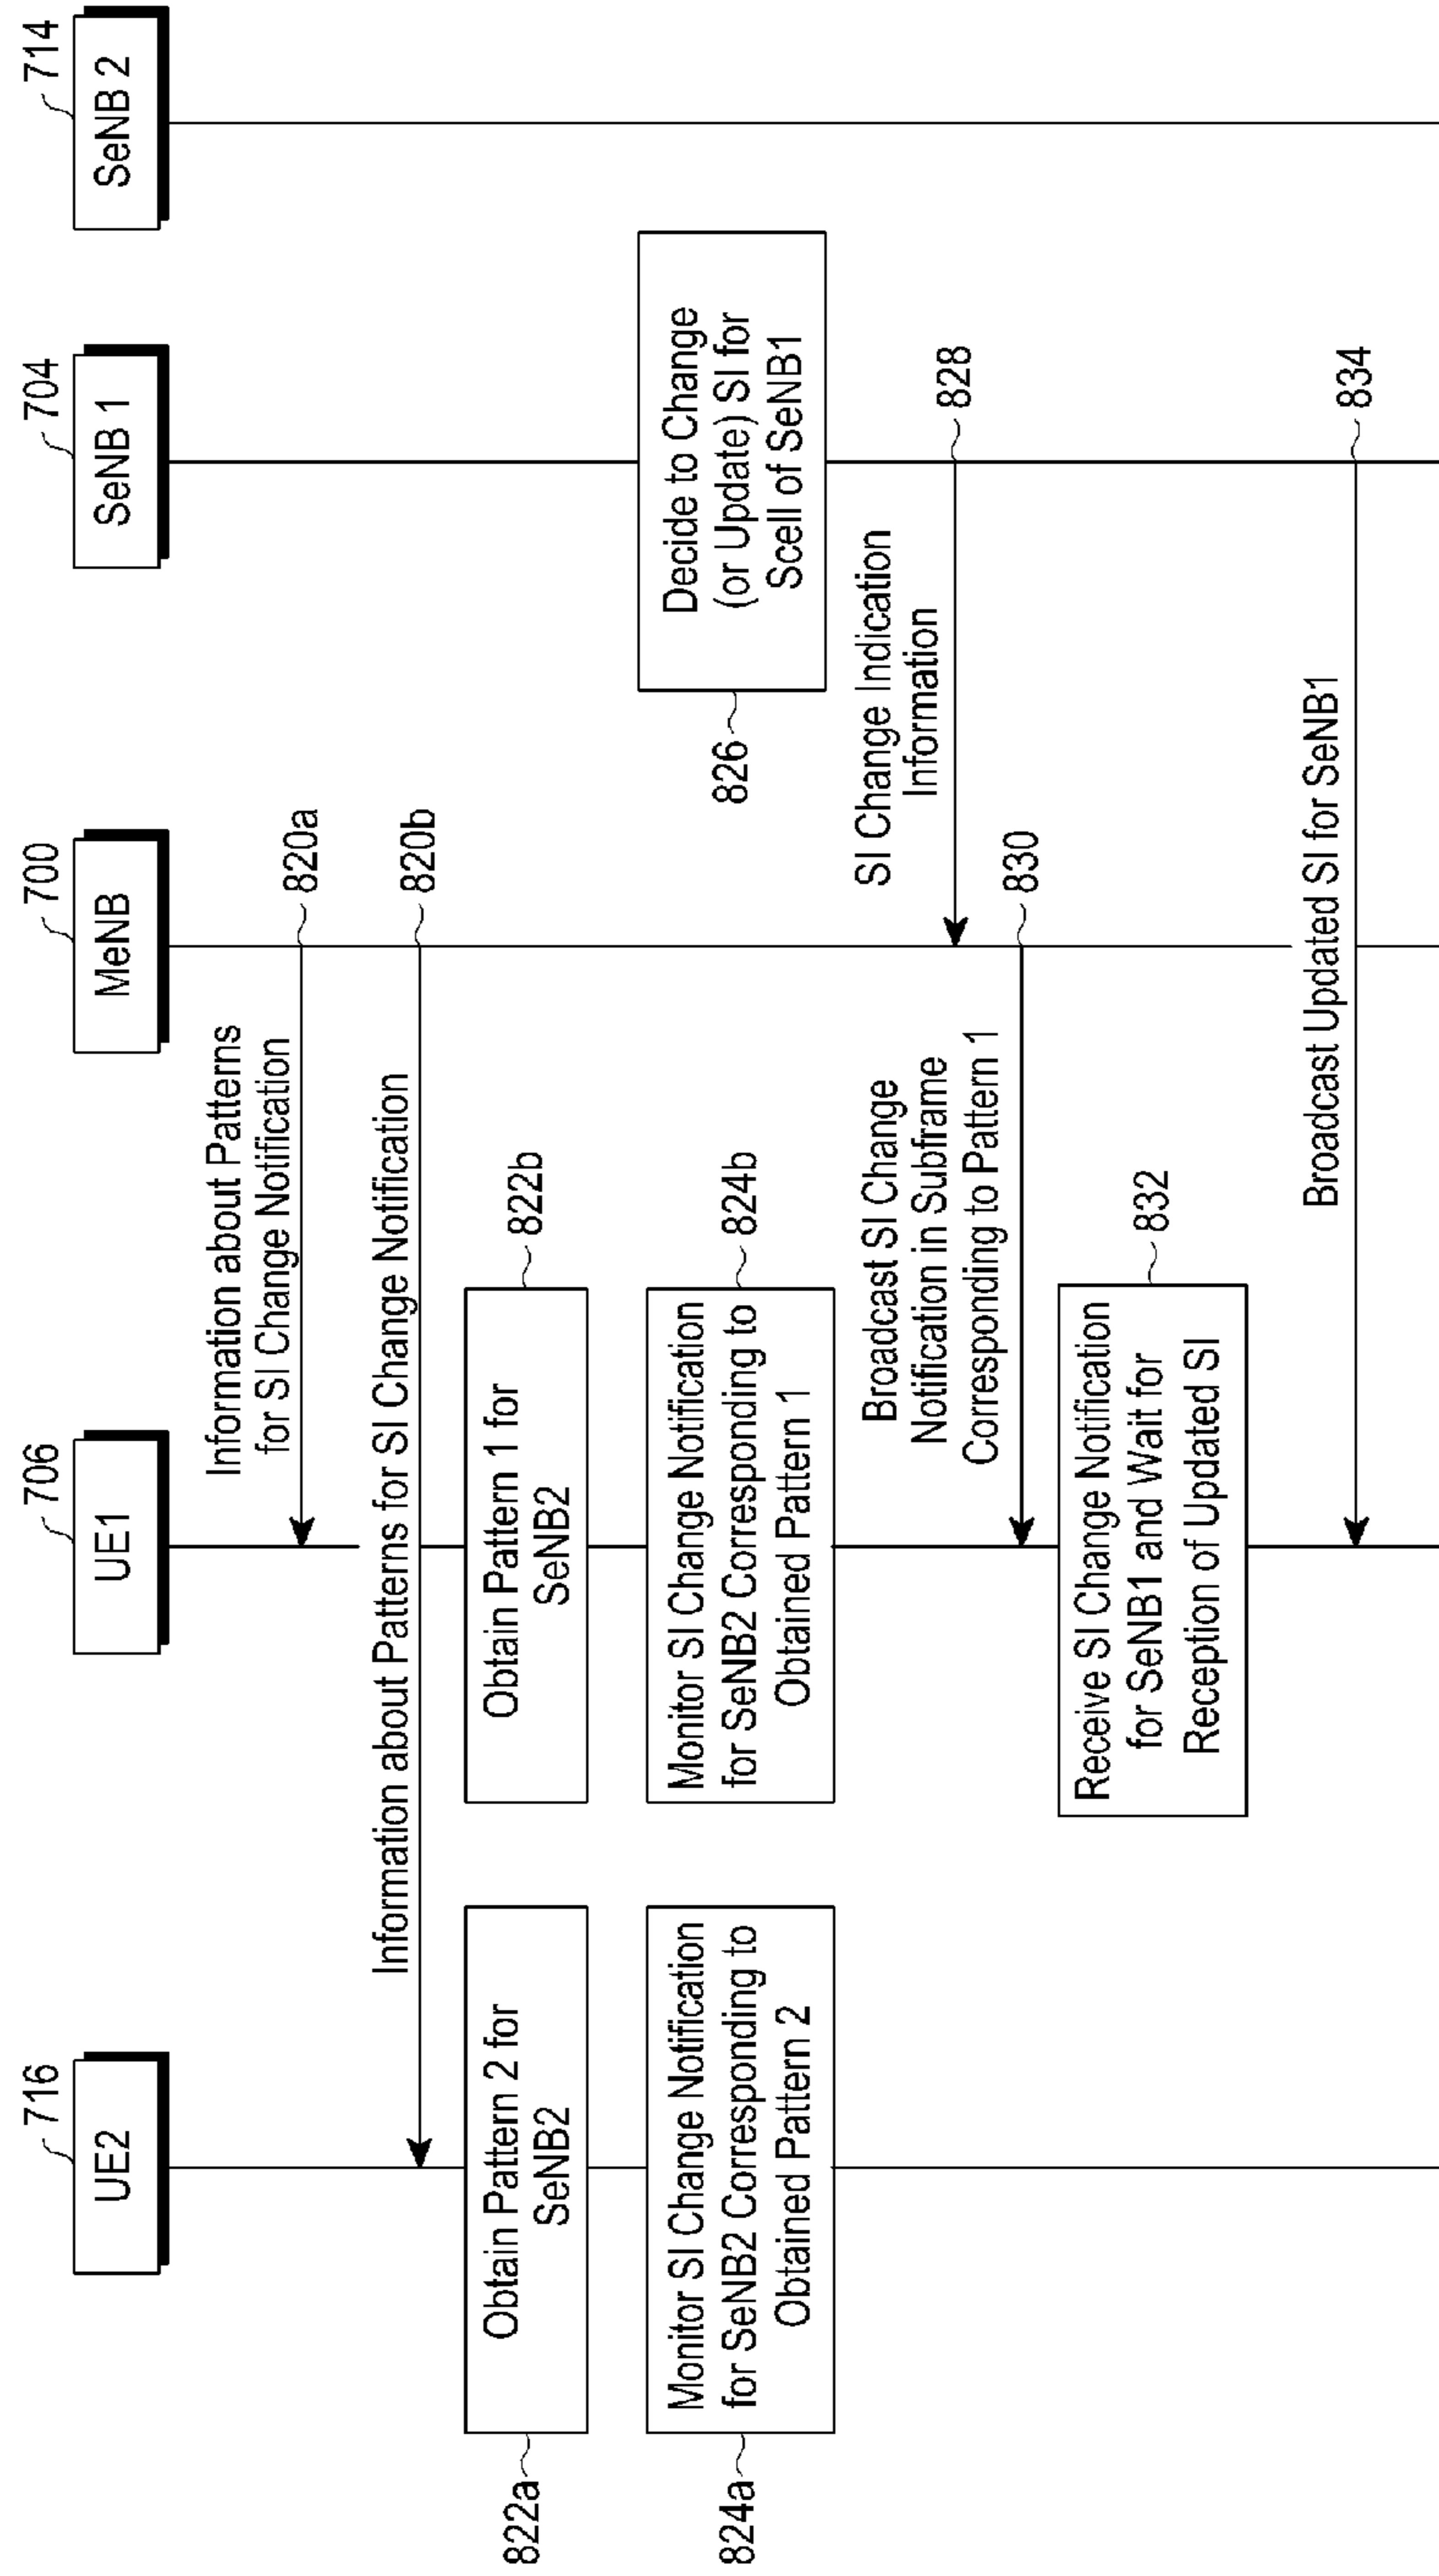 716
UE2
706
UE1
700
MeNB
704
SeNB 1
714
SeNB 2
Information about Patterns
for SI Change Notification
820a
Information about Patterns for SI Change Notification
820b
822a
Obtain Pattern 2 for
SeNB2
Obtain Pattern 1 for
SeNB2
822b
824a
Monitor SI Change Notification
for SeNB2 Corresponding to
Obtained Pattern 2
Monitor SI Change Notification
for SeNB2 Corresponding to
Obtained Pattern 1
824b
826
Decide to Change
(or Update) SI for
Scell of SeNB1
SI Change Indication
Information
828
Broadcast SI Change
Notification in Subframe
Corresponding to Pattern 1
830
Receive SI Change Notification
for SeNB1 and Wait for
Reception of Updated SI
832
Broadcast Updated SI for SeNB1
834